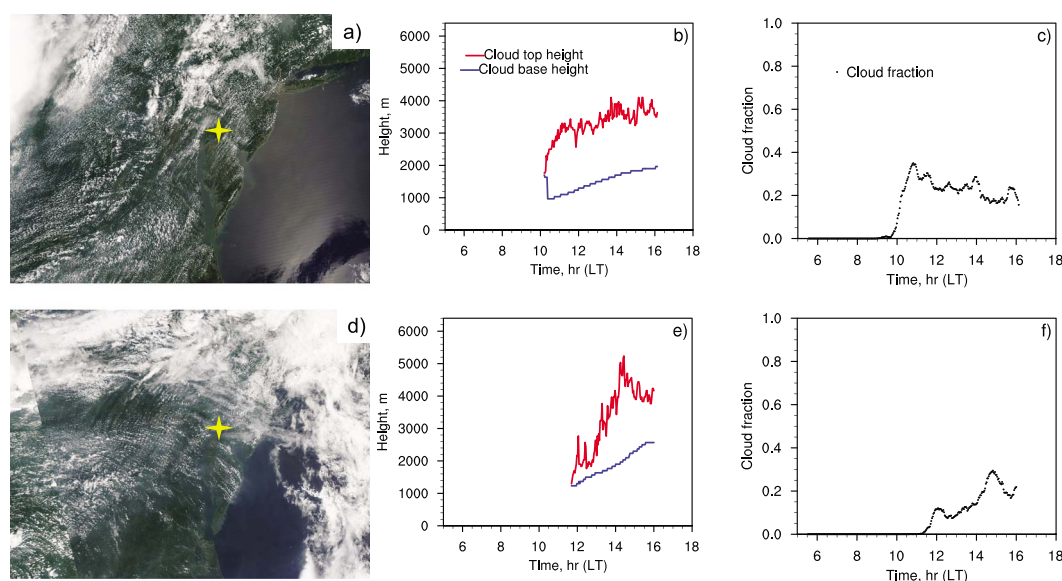 a)
b)
Cloud top height
Cloud base height
Height, m
6000
5000
4000
3000
2000
1000
0
6 8 10 12 14 16 18
Time, hr (LT)
c)
Cloud fraction
Cloud fraction
1.0
0.8
0.6
0.4
0.2
0.0
6 8 10 12 14 16 18
Time, hr (LT)
d)
e)
Height, m
6000
5000
4000
3000
2000
1000
0
6 8 10 12 14 16 18
TIme, hr (LT)
f)
Cloud fraction
1.0
0.8
0.6
0.4
0.2
0.0
6 8 10 12 14 16 18
Time, hr (LT)